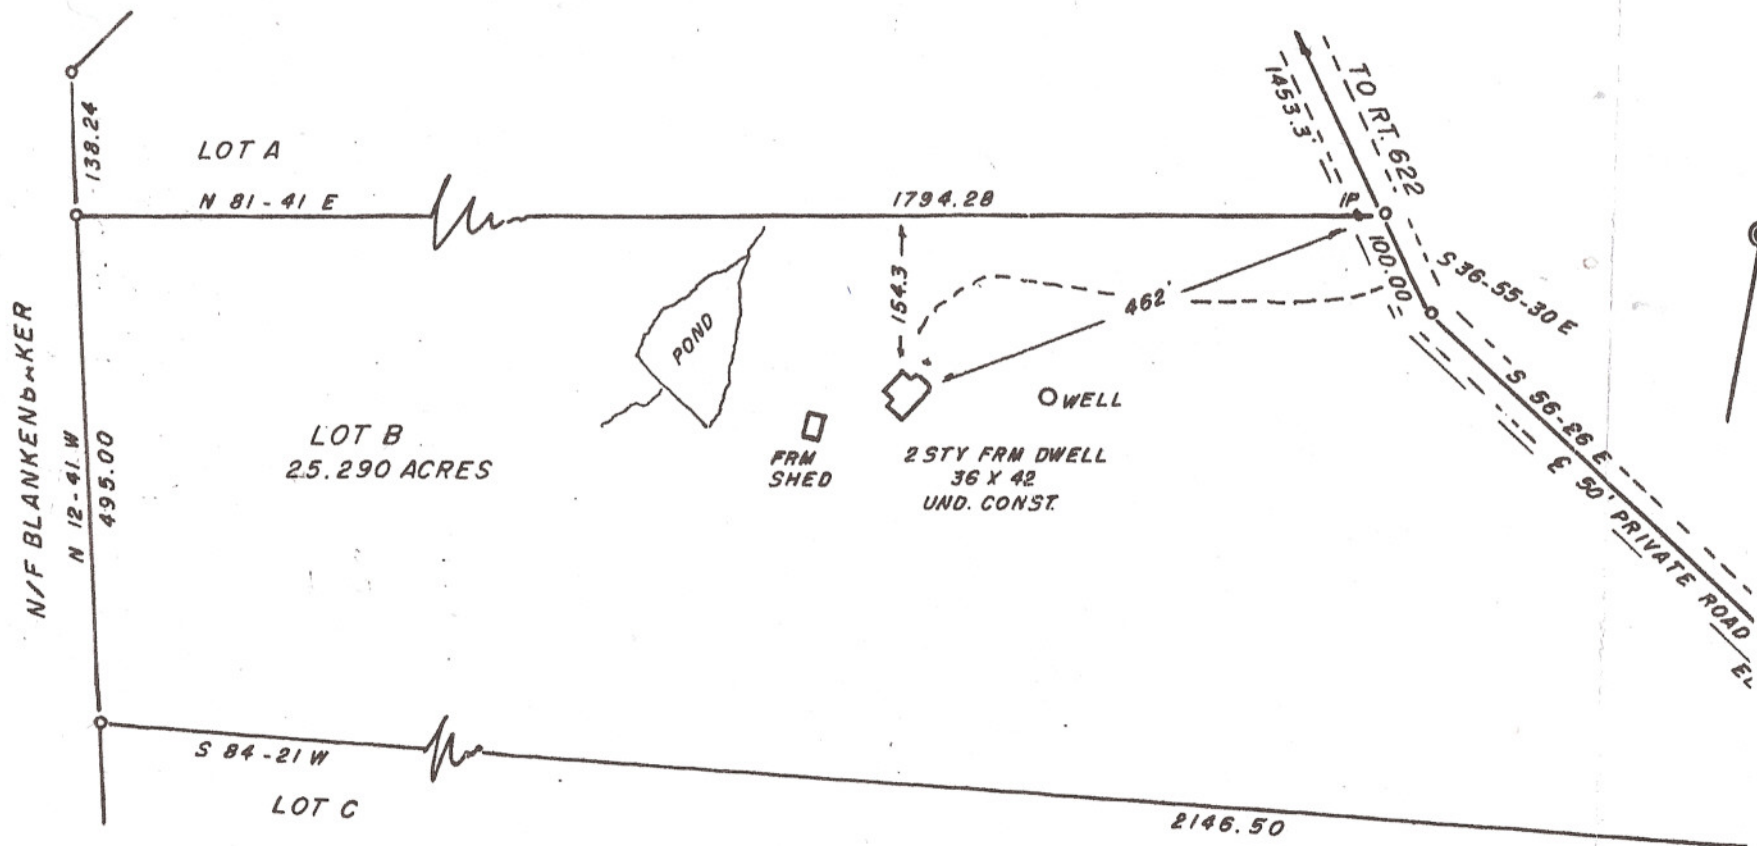 138.24
LOT A
N 81-41 E
1794.28
1453.3'
TO RT. 622
IP
100.00
S 36-55-30 E
154.3
462'
POND
WELL
N/F BLANKENBAKER
N 12-41 W
495.00
LOT B
25.290 ACRES
FRM
SHED
2 STY FRM DWELL
36 X 42
UND. CONST.
S 56-26 E
℄ 50' PRIVATE ROAD
S 84-21 W
LOT C
2146.50